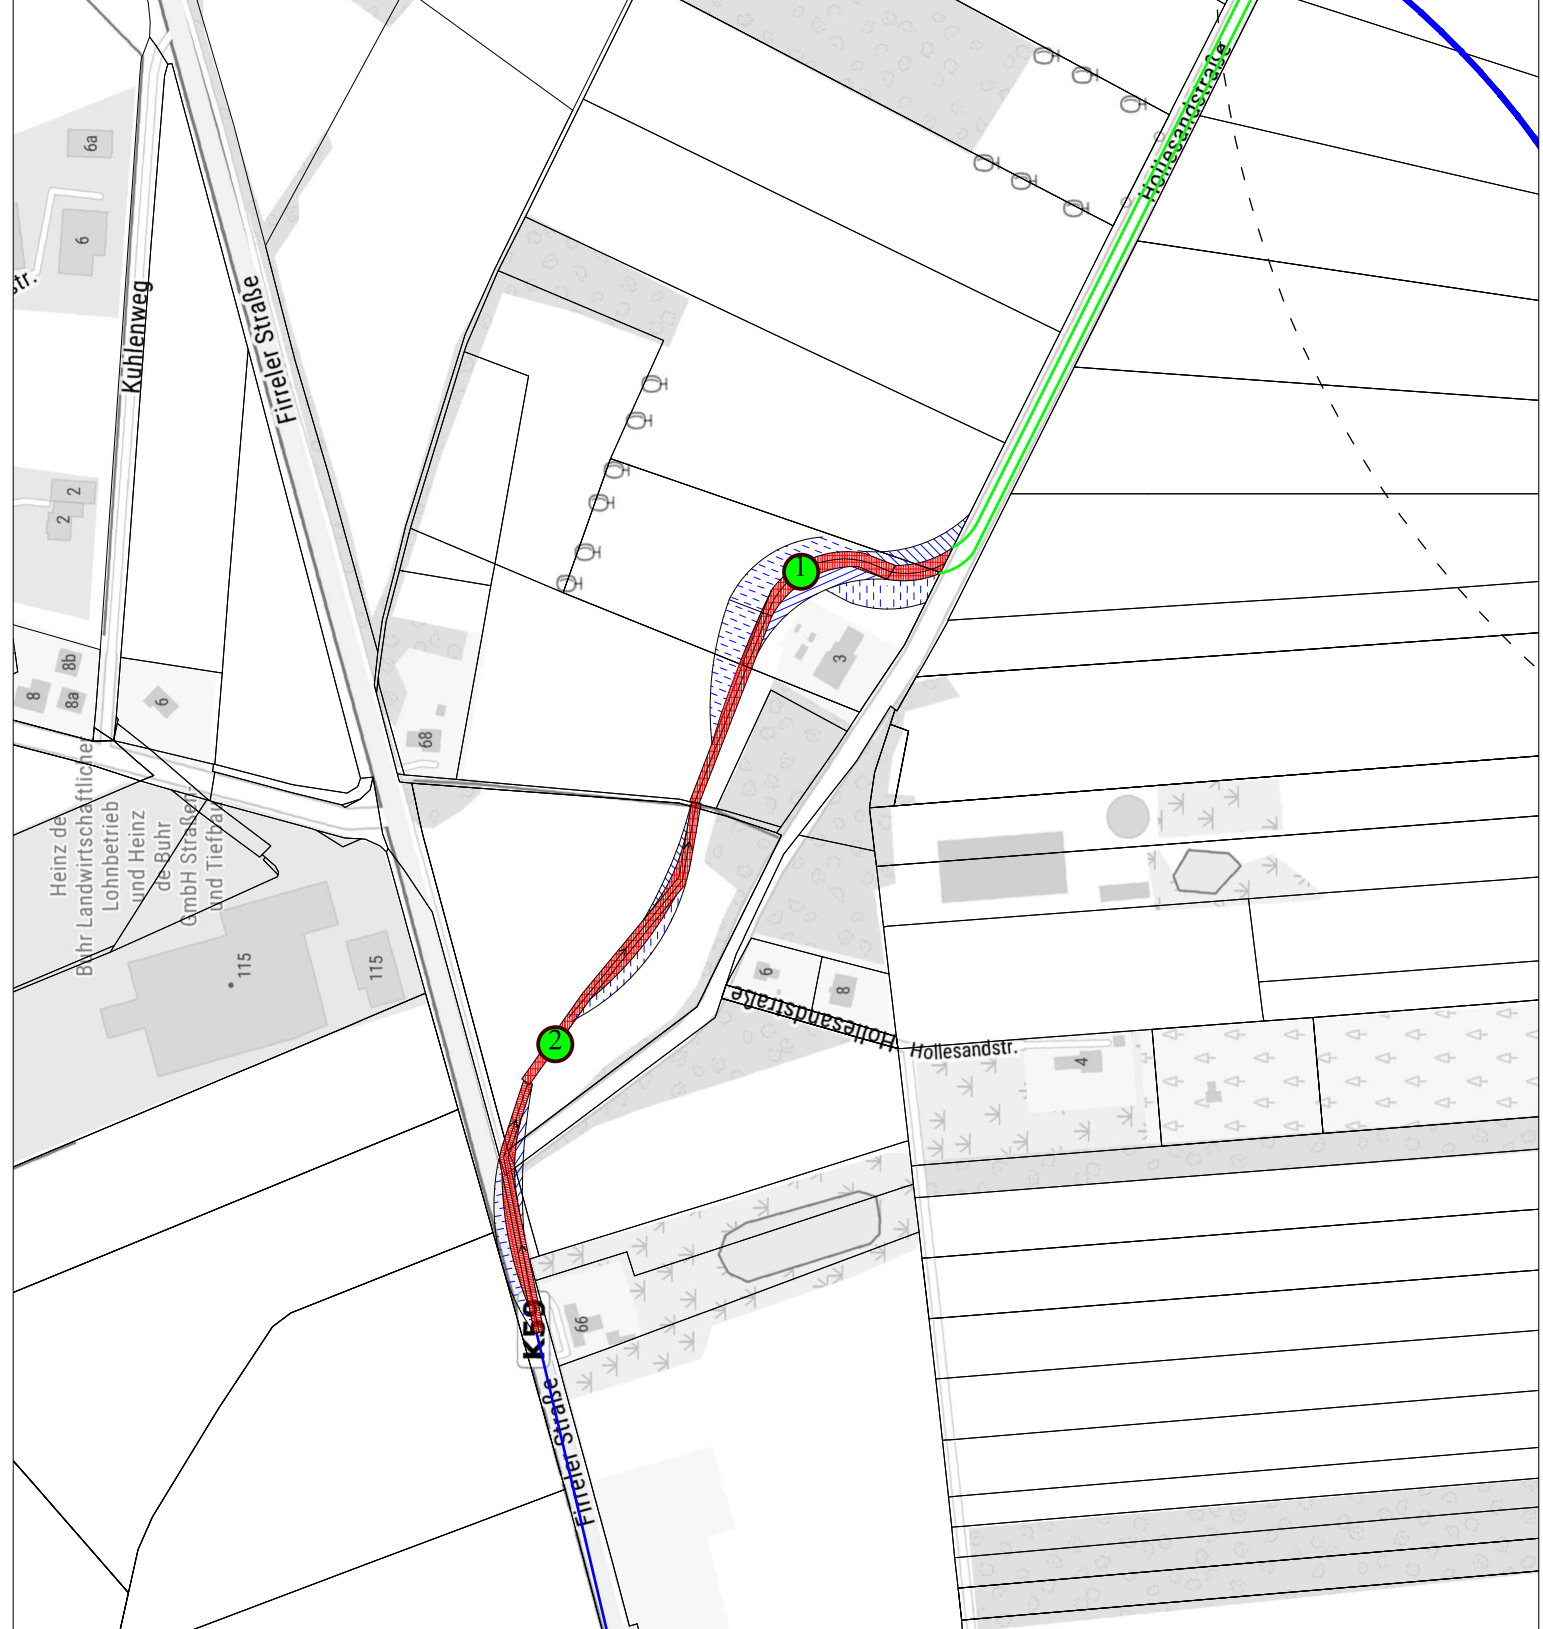 Hollesandstraße
6a
6
str.
Kuhlenweg
Firreler Straße
2
2
1
8b
8
8a
6
3
68
Heinz de
Buhr Landwirtschaftlicher
Lohnbetrieb
und Heinz
de Buhr
GmbH Straßen-
und Tiefbau
115
115
6
8
Hollesandstraße
Hollesandstr.
4
2
K59
66
Firreler Straße